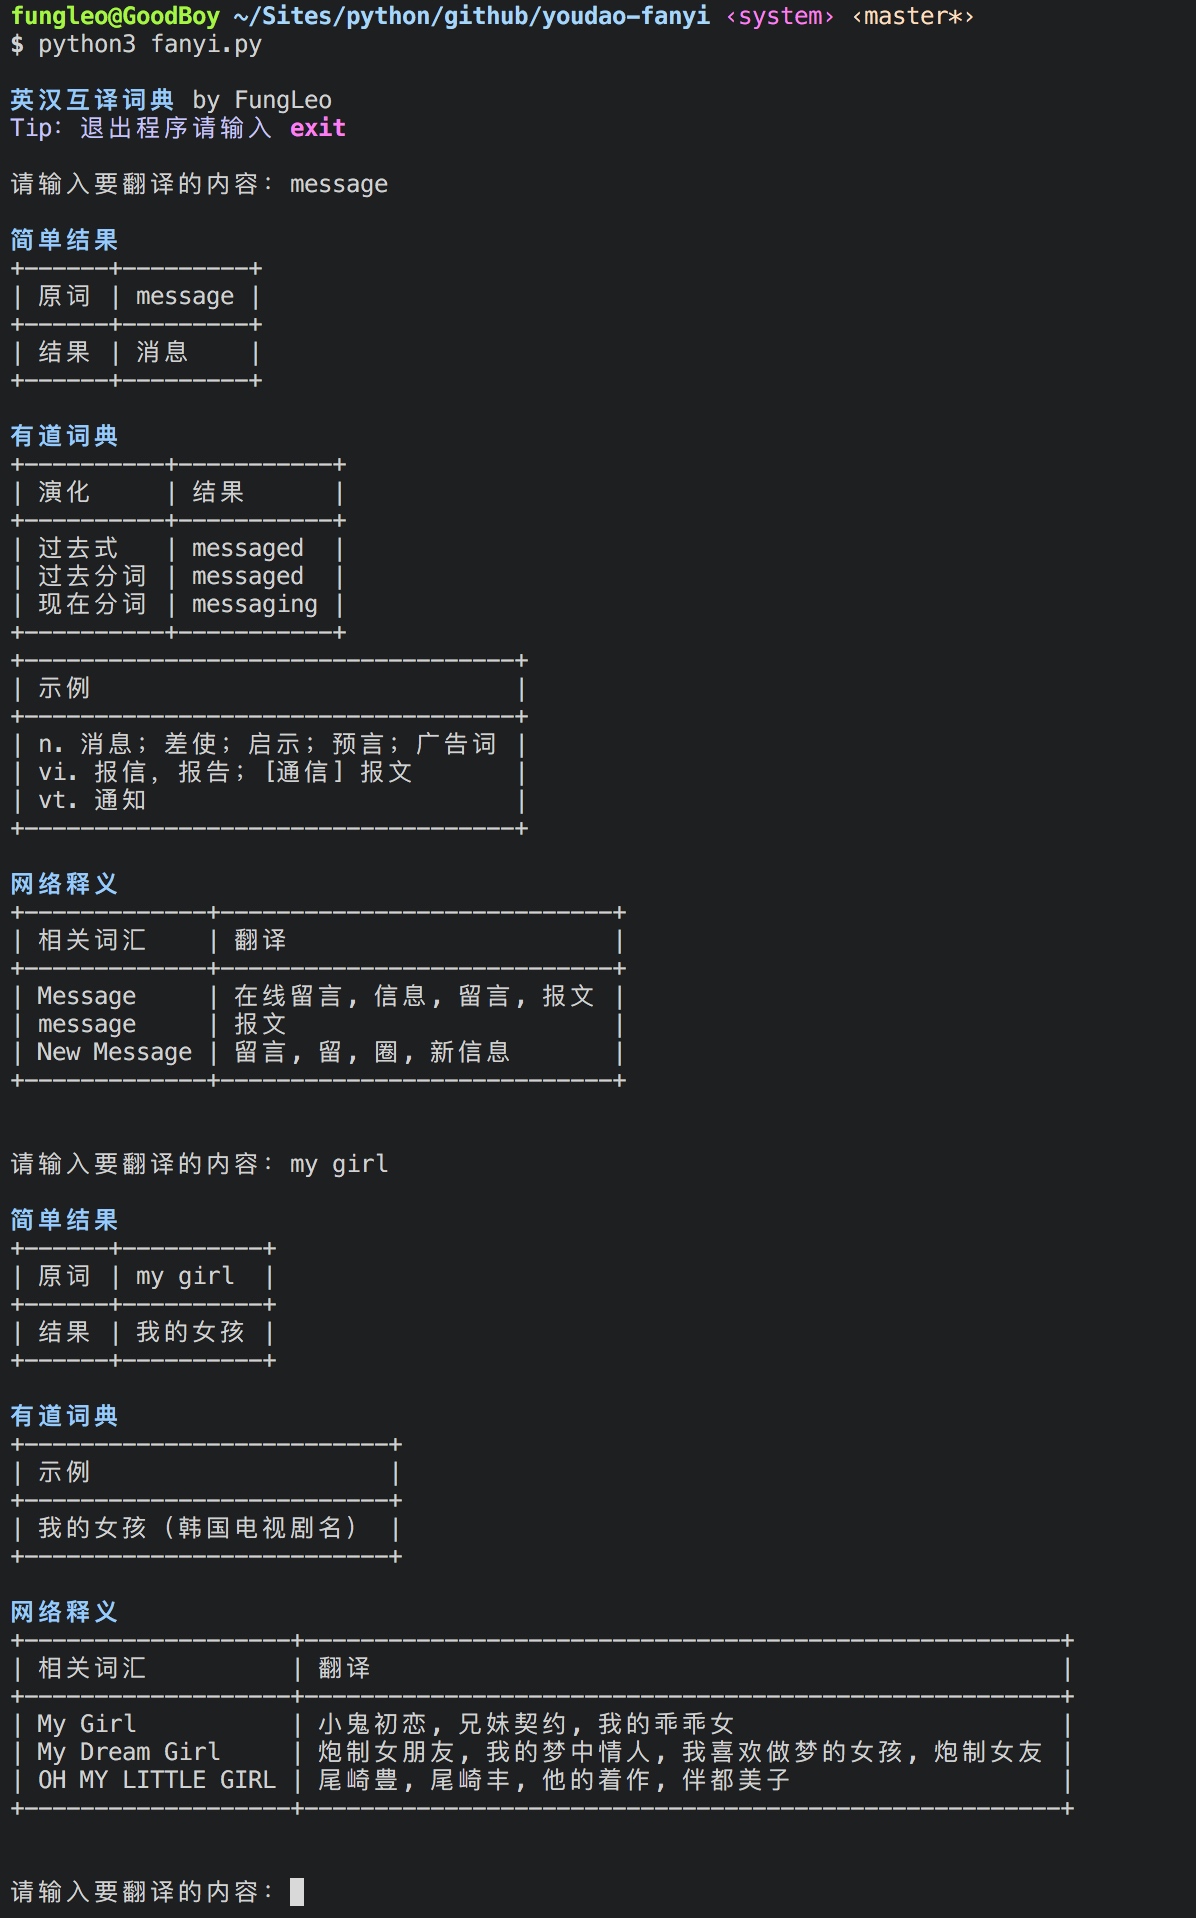 fungleo@GoodBoy ~/Sites/python/github/youdao-fanyi ‹system› ‹master*›
$ python3 fanyi.py
英汉互译词典 by FungLeo
Tip: 退出程序请输入 exit
请输入要翻译的内容: message
简单结果
+------+---------+
| 原词 | message |
+------+---------+
| 结果 | 消息    |
+------+---------+
有道词典
+----------+-----------+
| 演化     | 结果      |
+----------+-----------+
| 过去式   | messaged  |
| 过去分词 | messaged  |
| 现在分词 | messaging |
+----------+-----------+
+-----------------------------------+
| 示例                              |
+-----------------------------------+
| n. 消息；差使；启示；预言；广告词 |
| vi. 报信，报告；[通信] 报文       |
| vt. 通知                          |
+-----------------------------------+
网络释义
+-------------+----------------------------+
| 相关词汇    | 翻译                       |
+-------------+----------------------------+
| Message     | 在线留言, 信息, 留言, 报文 |
| message     | 报文                       |
| New Message | 留言, 留, 圈, 新信息       |
+-------------+----------------------------+
请输入要翻译的内容: my girl
简单结果
+------+----------+
| 原词 | my girl  |
+------+----------+
| 结果 | 我的女孩 |
+------+----------+
有道词典
+--------------------------+
| 示例                     |
+--------------------------+
| 我的女孩（韩国电视剧名） |
+--------------------------+
网络释义
+-------------------+------------------------------------------------------+
| 相关词汇          | 翻译                                                 |
+-------------------+------------------------------------------------------+
| My Girl           | 小鬼初恋, 兄妹契约, 我的乖乖女                       |
| My Dream Girl     | 炮制女朋友, 我的梦中情人, 我喜欢做梦的女孩, 炮制女友 |
| OH MY LITTLE GIRL | 尾崎豊, 尾崎丰, 他的着作, 伴都美子                   |
+-------------------+------------------------------------------------------+
请输入要翻译的内容: